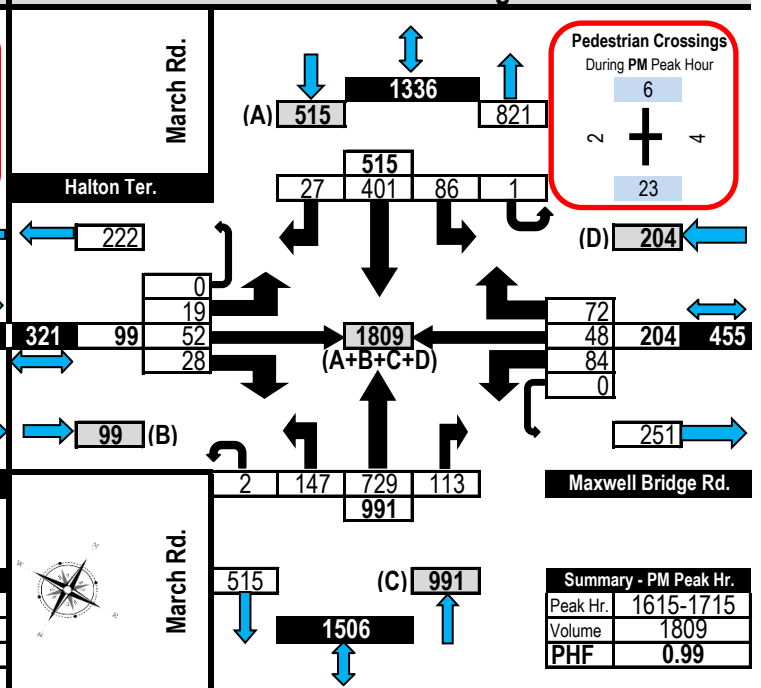 Pedestrian Crossings
During PM Peak Hour
6
2
4
23
March Rd.
1336
(A) 515
821
515
Halton Ter.
27 401 86 1
222
(D) 204
0
19
52
28
321 99
1809
(A+B+C+D)
72
48
84
0
204 455
99 (B)
251
2 147 729 113
991
Maxwell Bridge Rd.
March Rd.
515
(C) 991
1506
Summary - PM Peak Hr.
Peak Hr. 1615-1715
Volume 1809
PHF 0.99